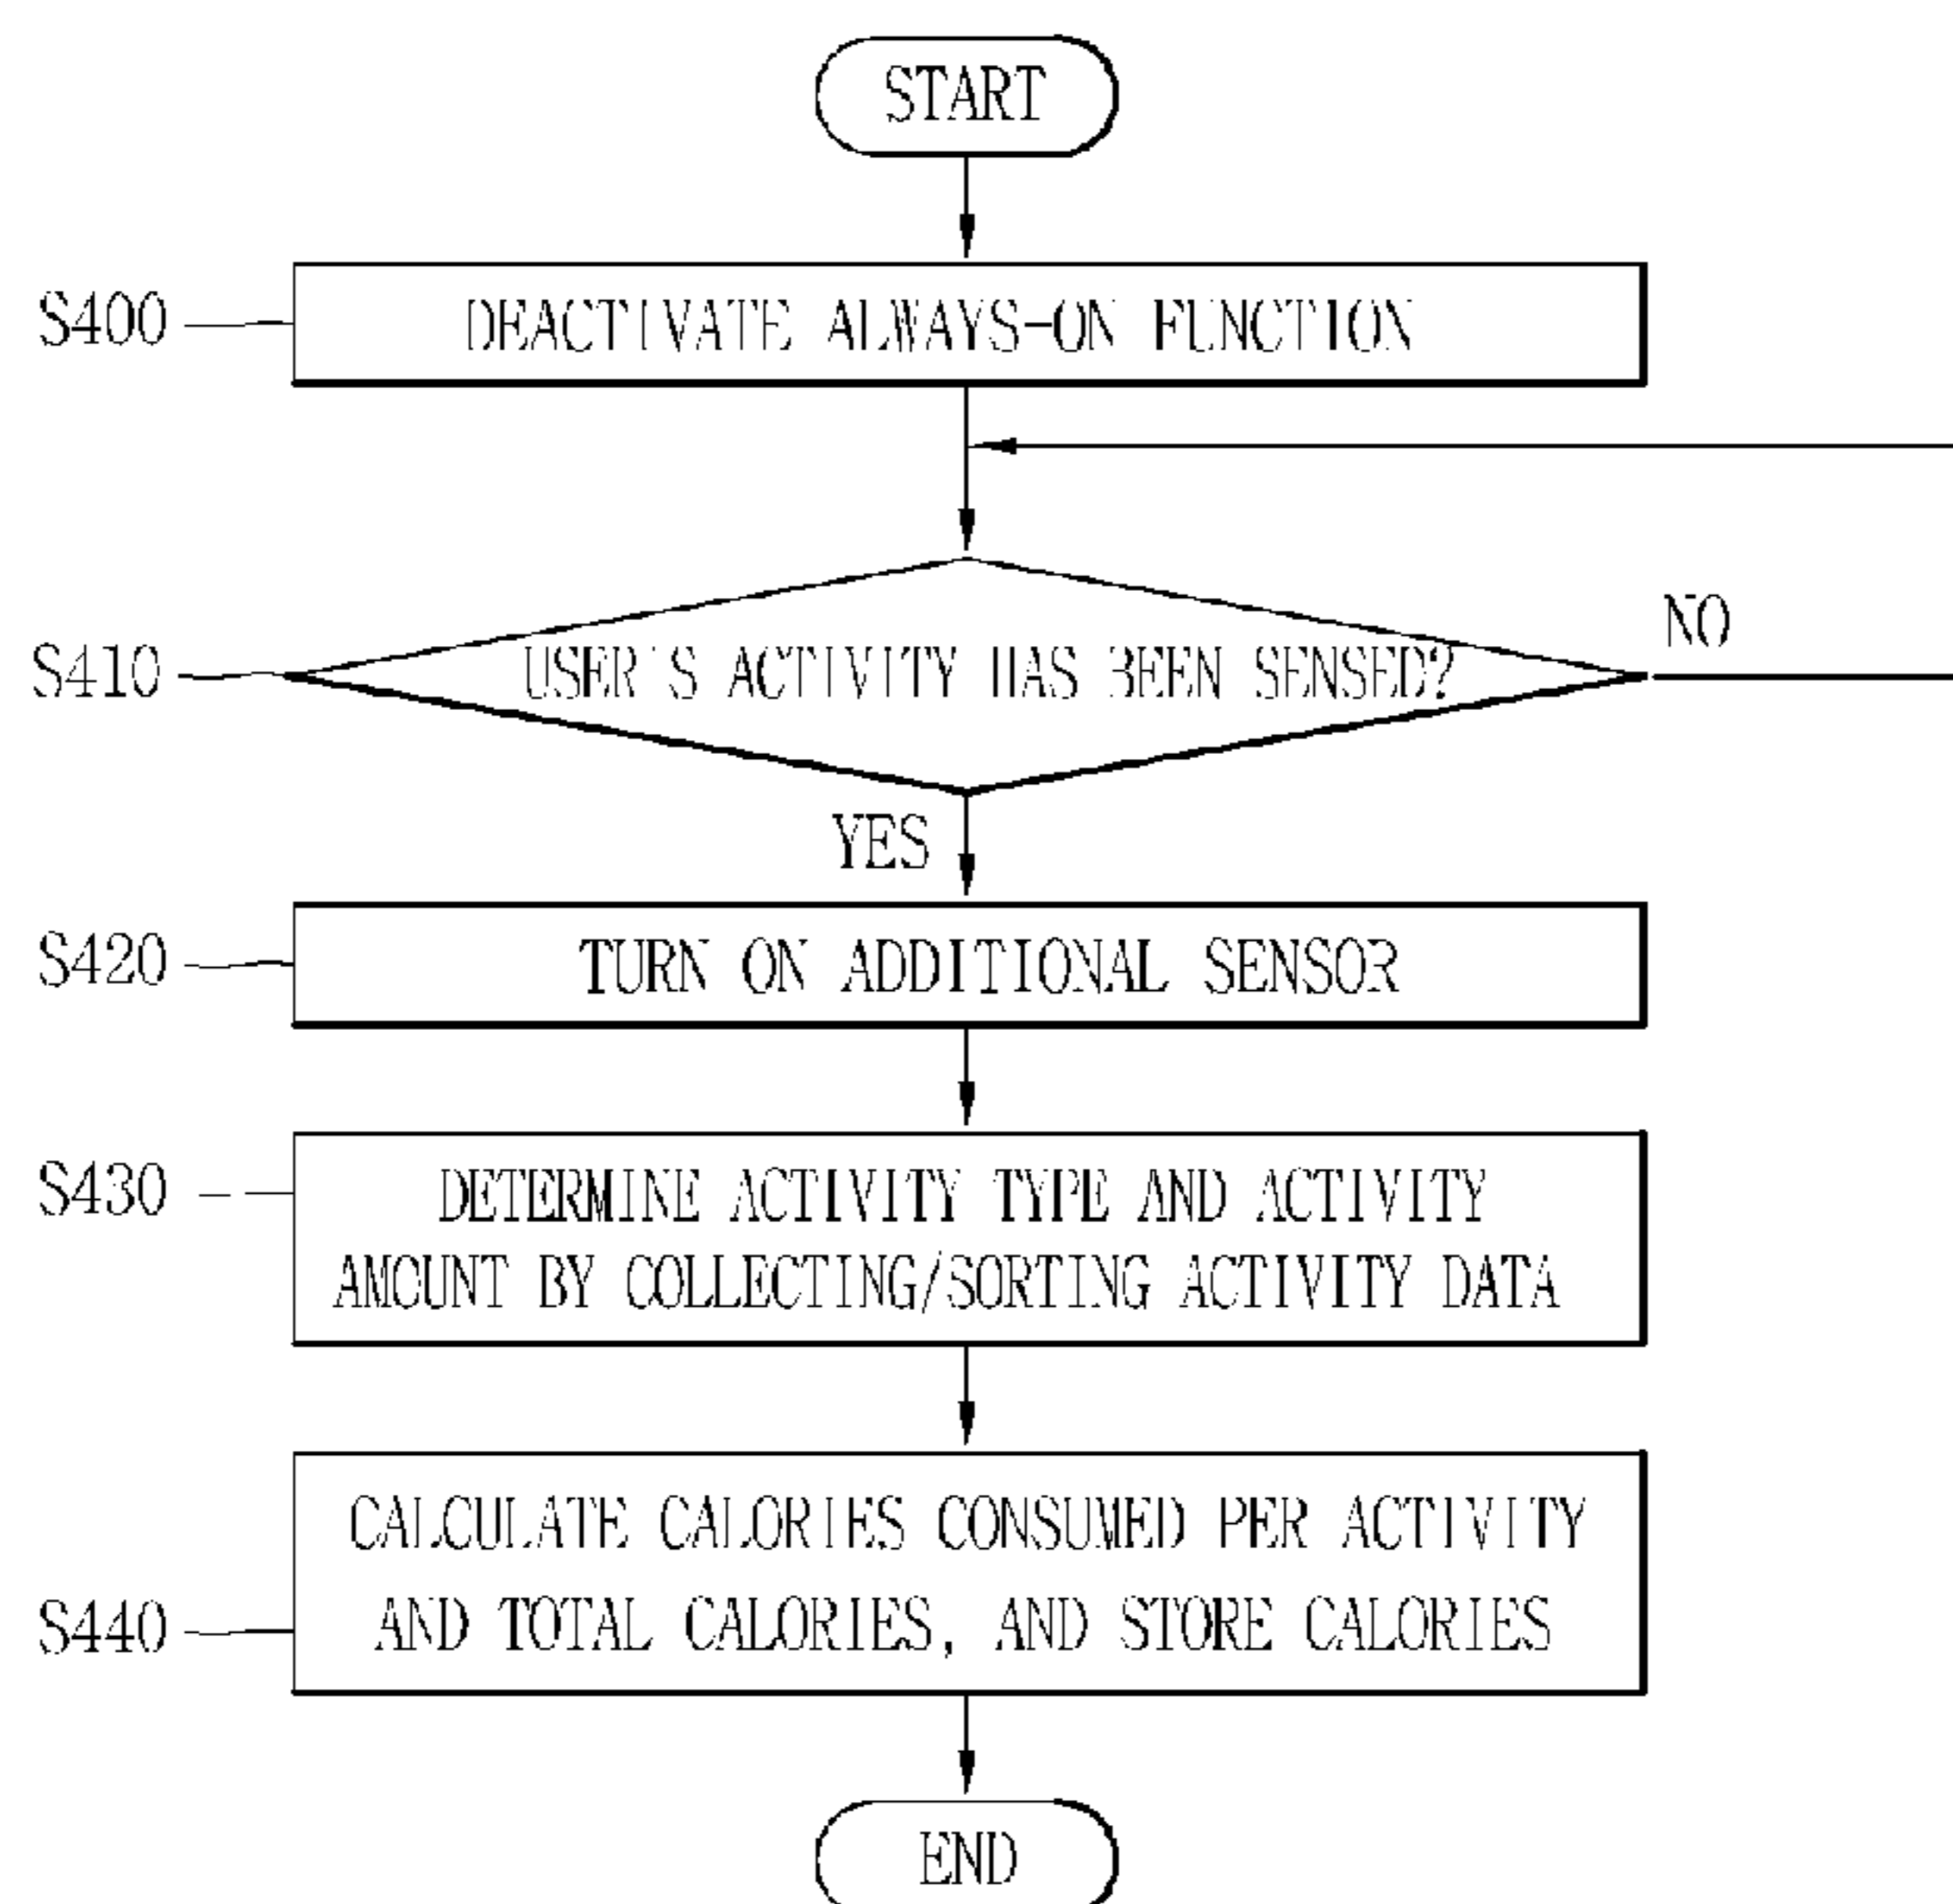 START
S400
DEACTIVATE ALWAYS-ON FUNCTION
S410
USER'S ACTIVITY HAS BEEN SENSED?
NO
YES
S420
TURN ON ADDITIONAL SENSOR
S430
DETERMINE ACTIVITY TYPE AND ACTIVITY
AMOUNT BY COLLECTING/SORTING ACTIVITY DATA
S440
CALCULATE CALORIES CONSUMED PER ACTIVITY
AND TOTAL CALORIES, AND STORE CALORIES
END